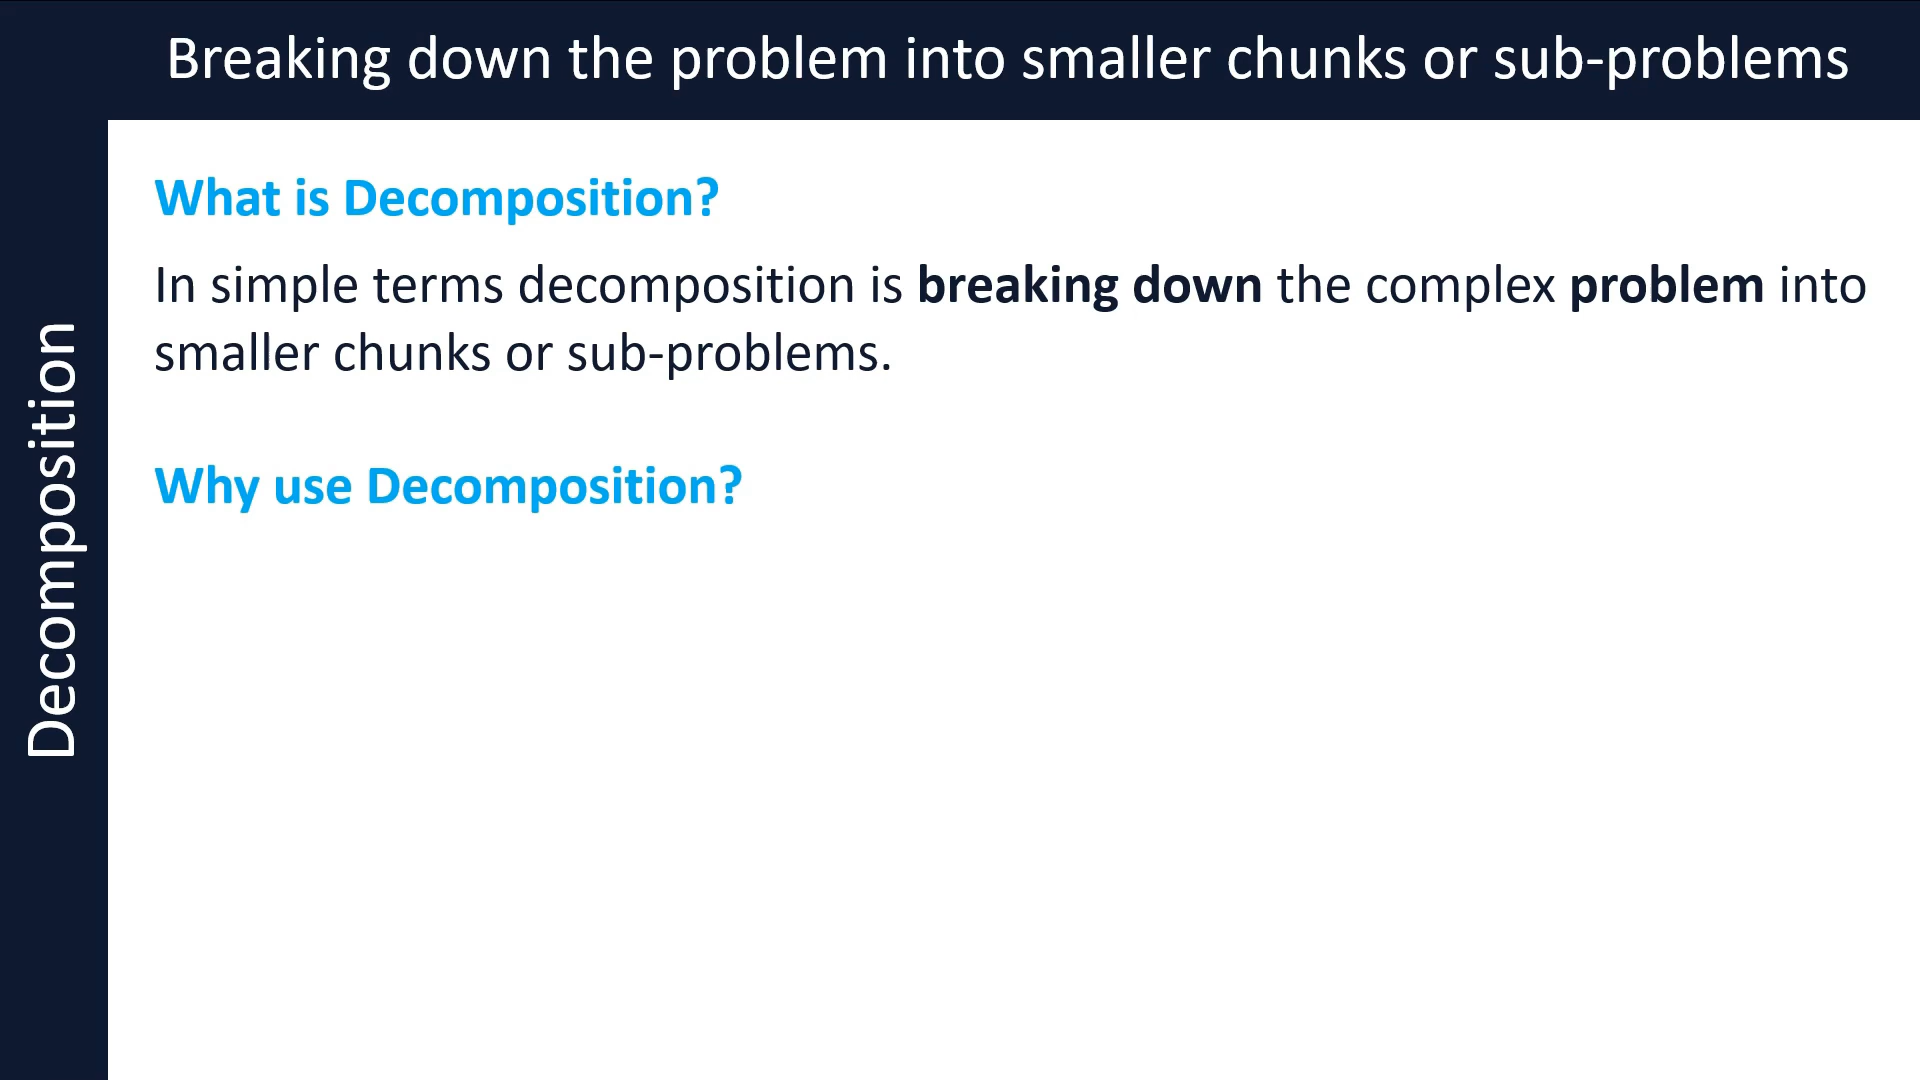 Breaking down the problem into smaller chunks or sub-problems
Decomposition
What is Decomposition?
In simple terms decomposition is breaking down the complex problem into
smaller chunks or sub-problems.
Why use Decomposition?